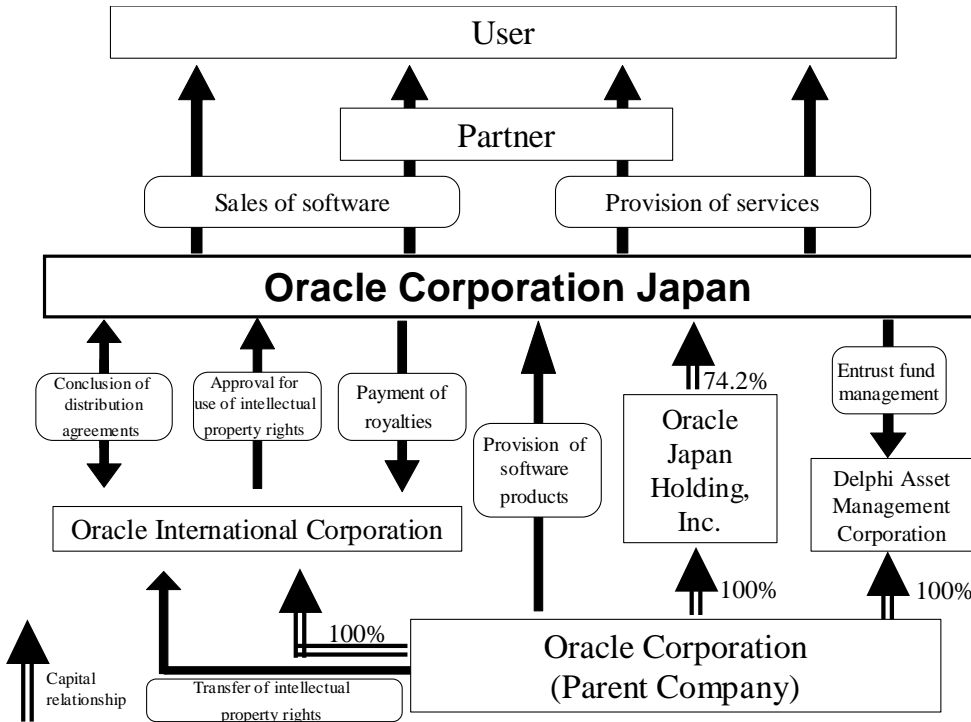 User
Partner
Sales of software
Provision of services
Oracle Corporation Japan
Conclusion of
distribution
agreements
Approval for
use of intellectual
property rights
Payment of
royalties
Provision of
software
products
74.2%
Oracle
Japan
Holding,
Inc.
Entrust fund
management
Delphi Asset
Management
Corporation
Oracle International Corporation
100%
100%
100%
Oracle Corporation
(Parent Company)
Capital
relationship
Transfer of intellectual
property rights